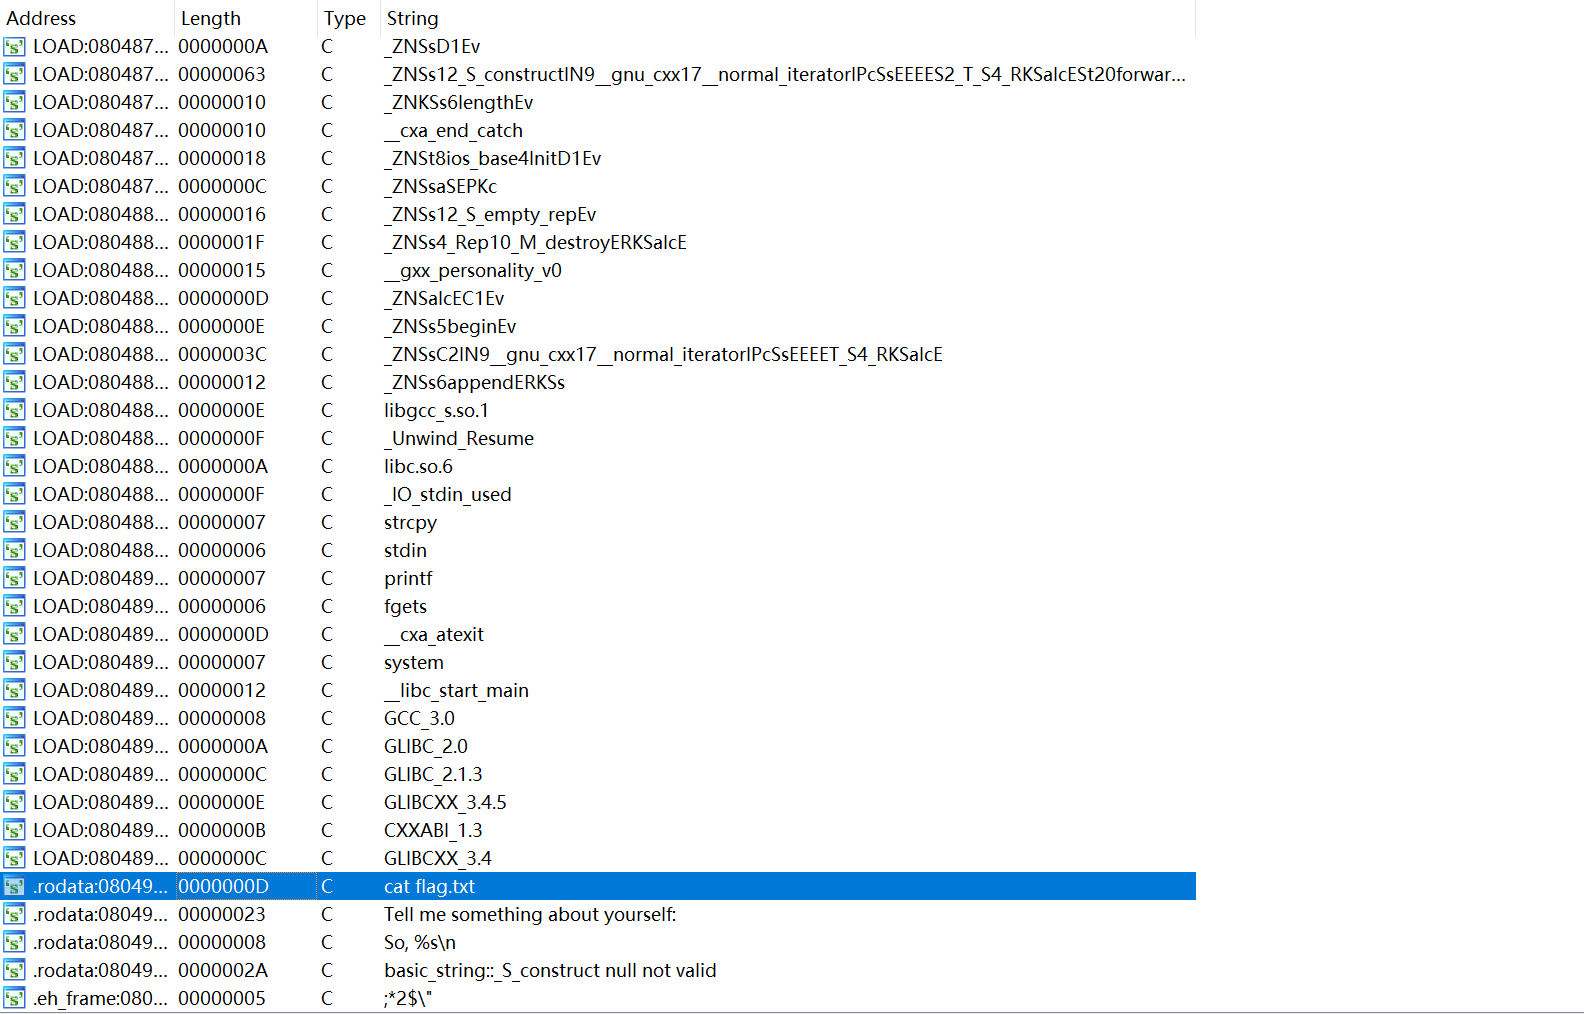 Address Length Type String
LOAD:080487... 0000000A C _ZNSsD1Ev
LOAD:080487... 00000063 C _ZNSs12_S_constructIN9__gnu_cxx17__normal_iteratorIPcSsEEEES2_T_S4_RKSaIcESt20forwar...
LOAD:080487... 00000010 C _ZNKSs6lengthEv
LOAD:080487... 00000010 C __cxa_end_catch
LOAD:080487... 00000018 C _ZNSt8ios_base4InitD1Ev
LOAD:080487... 0000000C C _ZNSsaSEPKc
LOAD:080488... 00000016 C _ZNSs12_S_empty_repEv
LOAD:080488... 0000001F C _ZNSs4_Rep10_M_destroyERKSaIcE
LOAD:080488... 00000015 C __gxx_personality_v0
LOAD:080488... 0000000D C _ZNSaIcEC1Ev
LOAD:080488... 0000000E C _ZNSs5beginEv
LOAD:080488... 0000003C C _ZNSsC2IN9__gnu_cxx17__normal_iteratorIPcSsEEEET_S4_RKSaIcE
LOAD:080488... 00000012 C _ZNSs6appendERKSs
LOAD:080488... 0000000E C libgcc_s.so.1
LOAD:080488... 0000000F C _Unwind_Resume
LOAD:080488... 0000000A C libc.so.6
LOAD:080488... 0000000F C _IO_stdin_used
LOAD:080488... 00000007 C strcpy
LOAD:080488... 00000006 C stdin
LOAD:080489... 00000007 C printf
LOAD:080489... 00000006 C fgets
LOAD:080489... 0000000D C __cxa_atexit
LOAD:080489... 00000007 C system
LOAD:080489... 00000012 C __libc_start_main
LOAD:080489... 00000008 C GCC_3.0
LOAD:080489... 0000000A C GLIBC_2.0
LOAD:080489... 0000000C C GLIBC_2.1.3
LOAD:080489... 0000000E C GLIBCXX_3.4.5
LOAD:080489... 0000000B C CXXABI_1.3
LOAD:080489... 0000000C C GLIBCXX_3.4
.rodata:08049... 0000000D C cat flag.txt
.rodata:08049... 00000023 C Tell me something about yourself:
.rodata:08049... 00000008 C So, %s\n
.rodata:08049... 0000002A C basic_string::_S_construct null not valid
.eh_frame:080... 00000005 C ;*2$\"